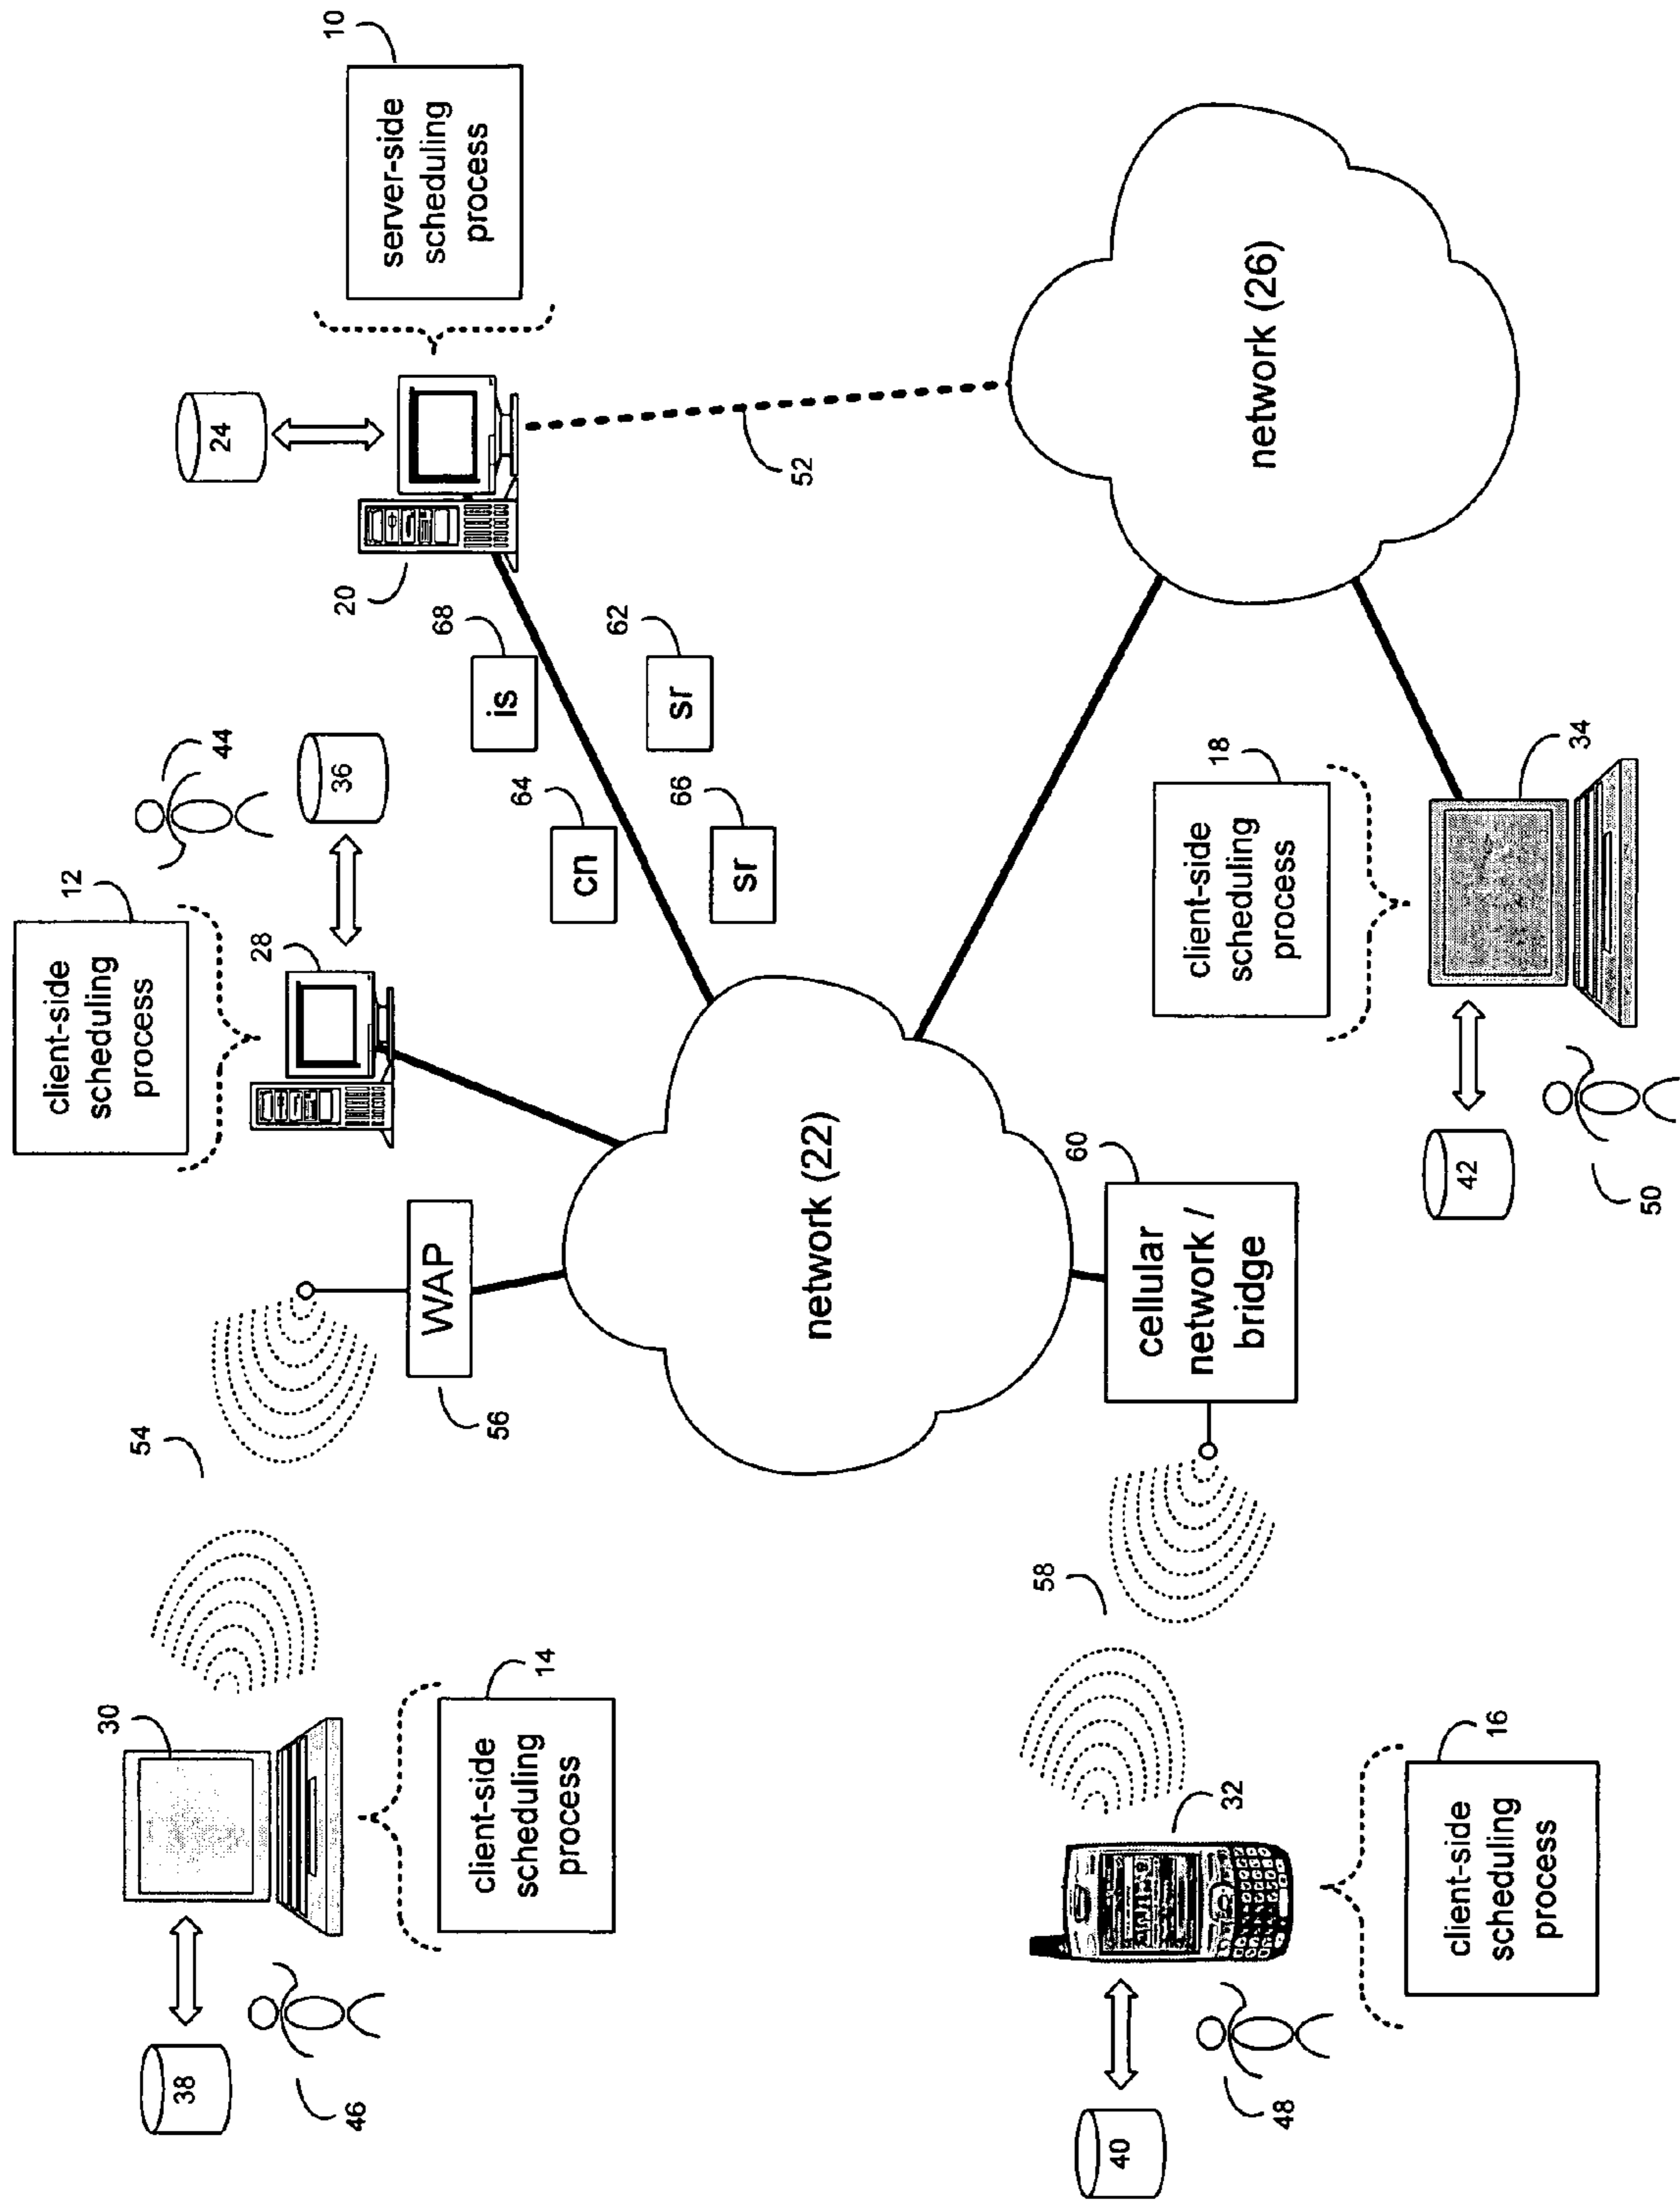 client-side
scheduling
process
12
30
54
38
44
24
28
10
36
20
46
server-side
scheduling
process
WAP
68
client-side
scheduling
process
14
56
is
64
cn
62
sr
66
sr
52
network (22)
58
60
40
cellular
network /
bridge
client-side
scheduling
process
18
32
network (26)
48
client-side
scheduling
process
16
42
34
50